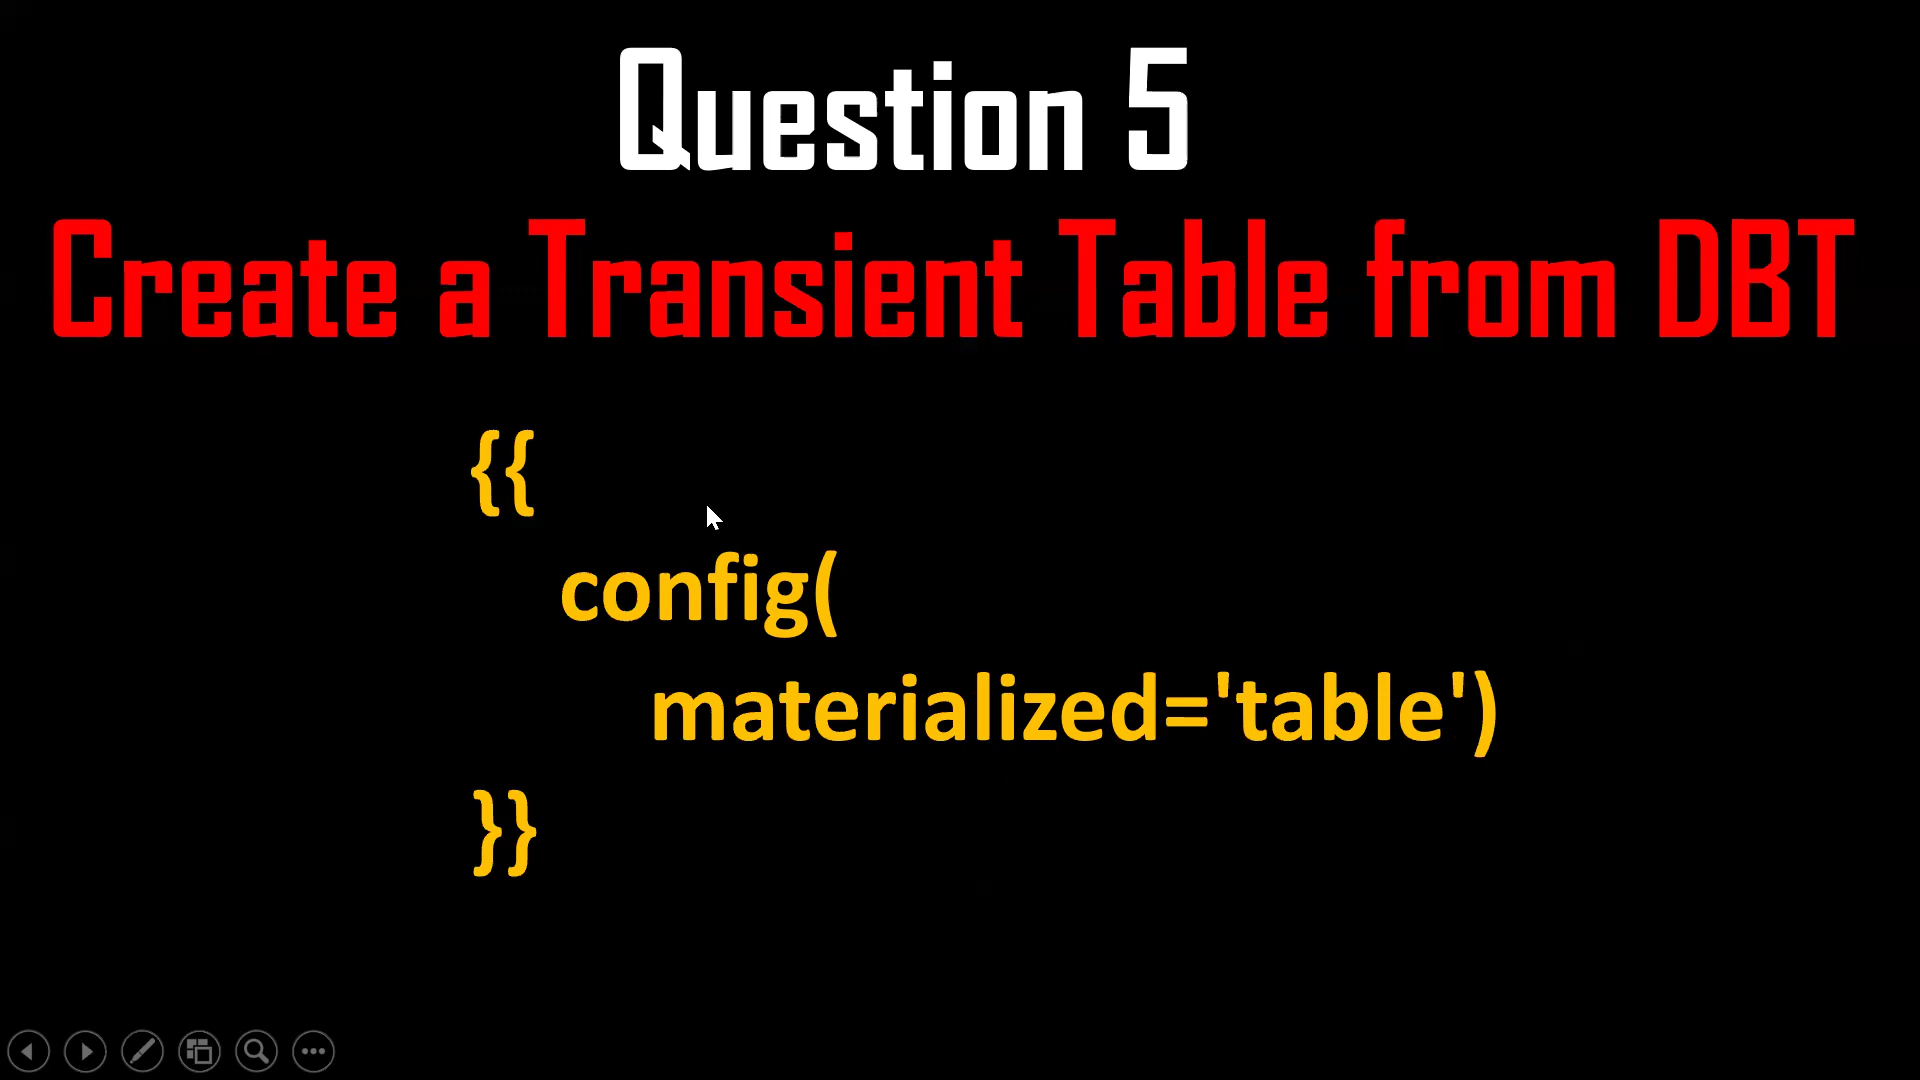 Question 5
Create a Transient Table from DBT
{{
config(
materialized='table')
}}